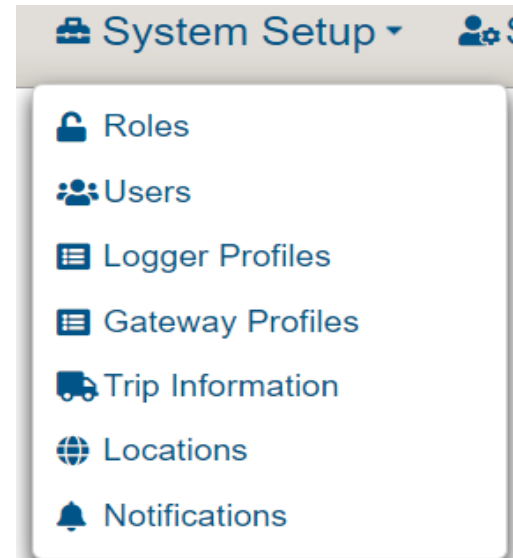 System Setup
Roles
Users
Logger Profiles
Gateway Profiles
Trip Information
Locations
Notifications